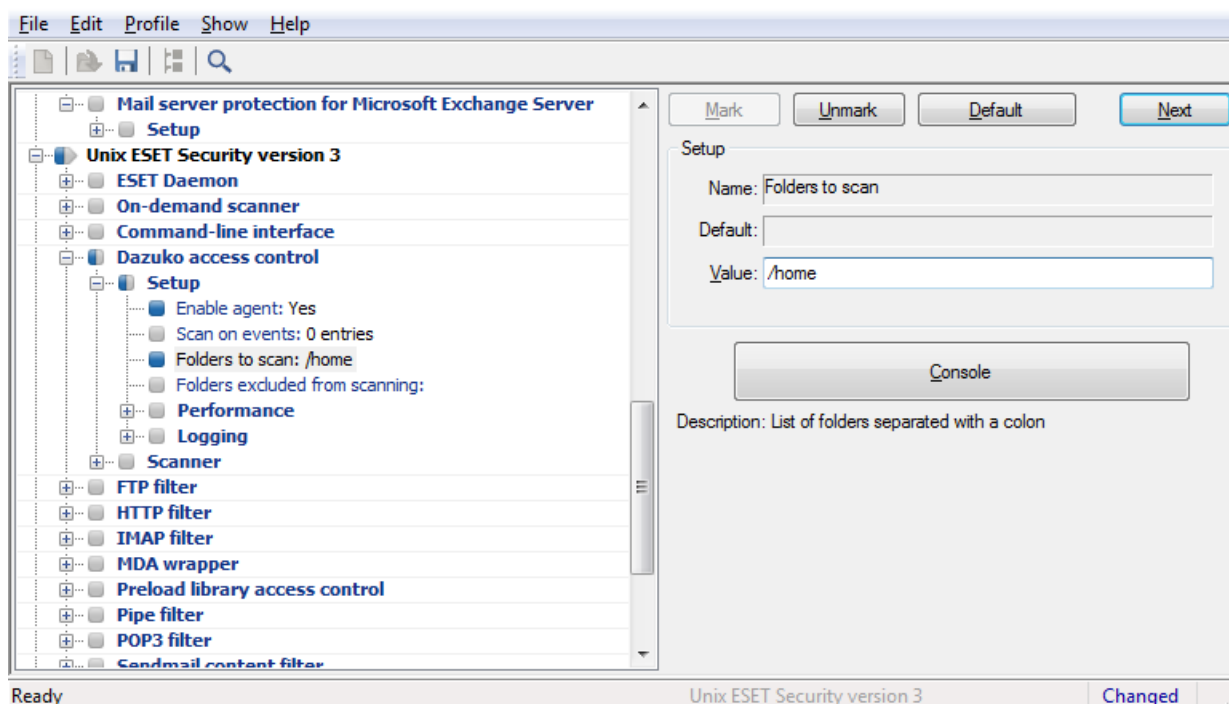 File Edit Profile Show Help
Mail server protection for Microsoft Exchange Server
Setup
Unix ESET Security version 3
ESET Daemon
On-demand scanner
Command-line interface
Dazuko access control
Setup
Enable agent: Yes
Scan on events: 0 entries
Folders to scan: /home
Folders excluded from scanning:
Performance
Logging
Scanner
FTP filter
HTTP filter
IMAP filter
MDA wrapper
Preload library access control
Pipe filter
POP3 filter
Sendmail content filter
Mark Unmark Default Next
Setup
Name: Folders to scan
Default:
Value: /home
Console
Description: List of folders separated with a colon
Ready Unix ESET Security version 3 Changed